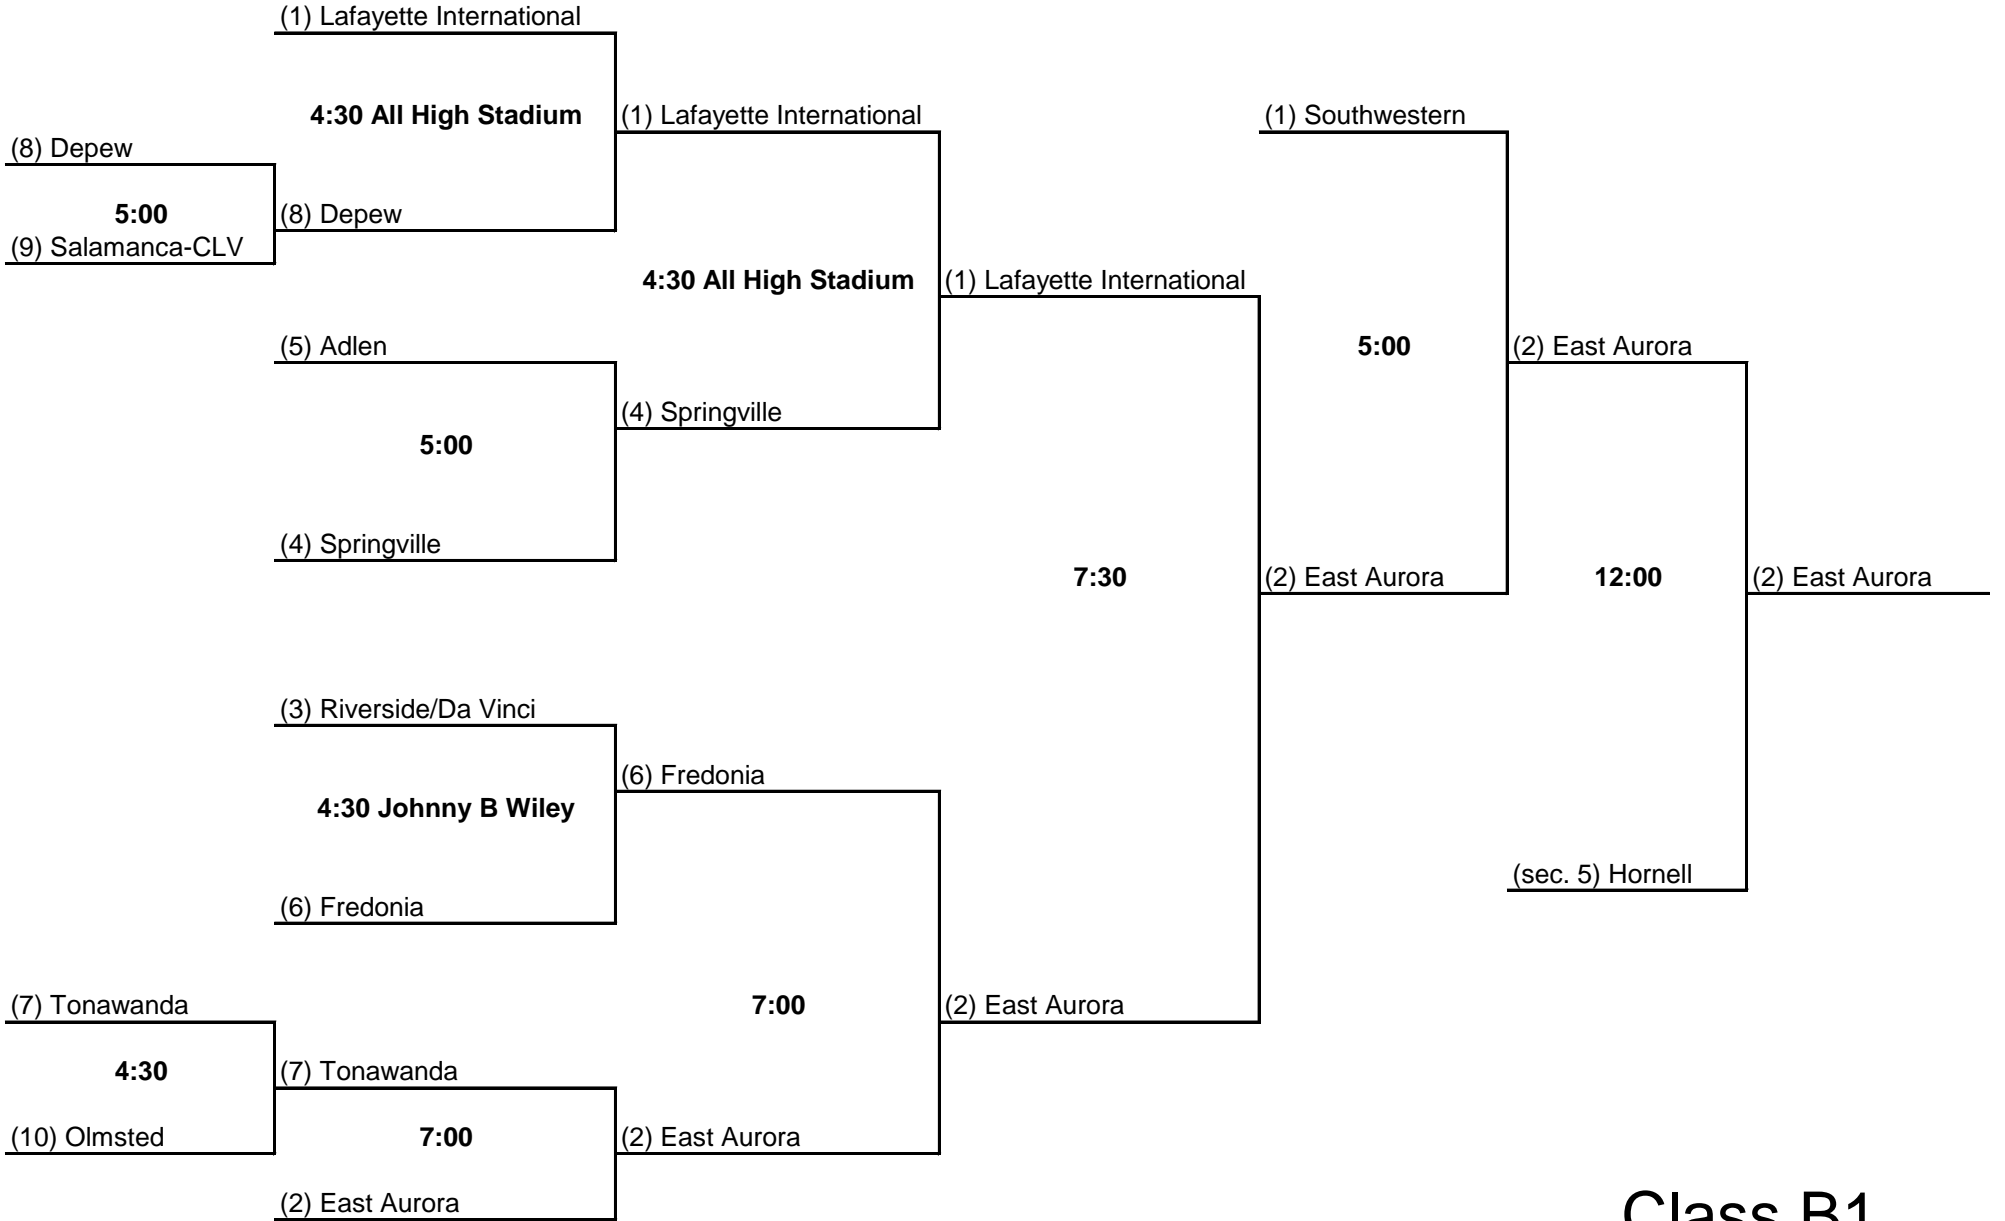 (1) Lafayette International
4:30 All High Stadium
(1) Lafayette International
(1) Southwestern
(8) Depew
5:00
(8) Depew
(9) Salamanca-CLV
4:30 All High Stadium
(1) Lafayette International
(5) Adlen
5:00
(2) East Aurora
(4) Springville
5:00
(4) Springville
7:30
(2) East Aurora
12:00
(2) East Aurora
(3) Riverside/Da Vinci
(6) Fredonia
4:30 Johnny B Wiley
(sec. 5) Hornell
(6) Fredonia
(7) Tonawanda
7:00
(2) East Aurora
4:30
(7) Tonawanda
(10) Olmsted
7:00
(2) East Aurora
(2) East Aurora
Class B1